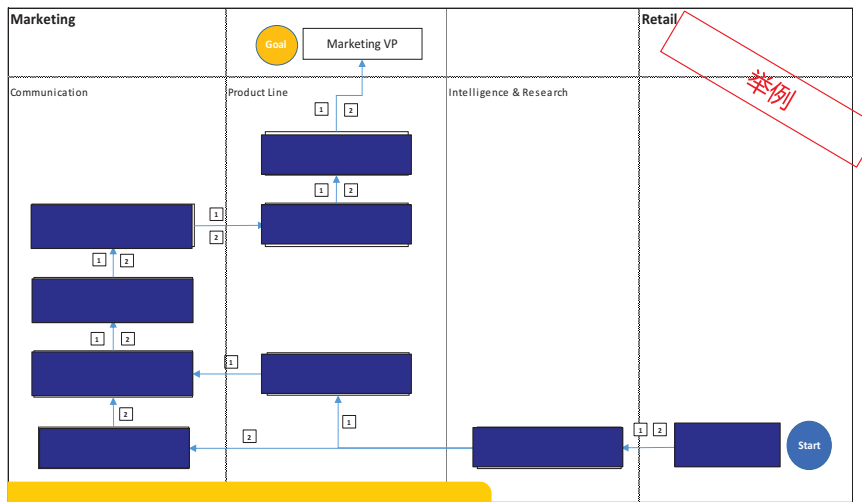 Marketing
Retail
Goal
Marketing VP
举例
Communication
Product Line
Intelligence & Research
1 2
1 2
1
2
1 2
1 2
1
2
1
2
1 2
Start